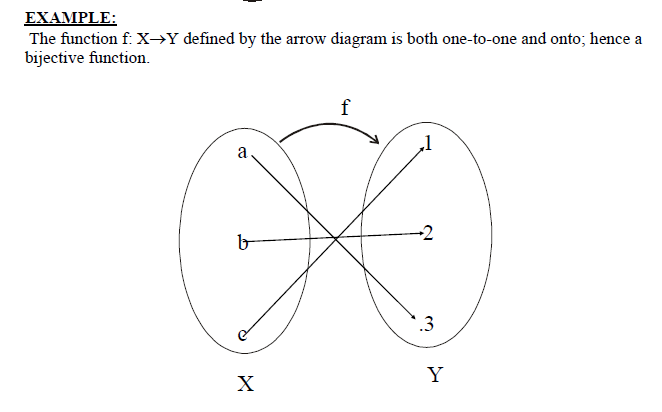 EXAMPLE:
The function f: X→Y defined by the arrow diagram is both one-to-one and onto; hence a
bijective function.
f
a .
.1
b
.2
c
.3
X
Y